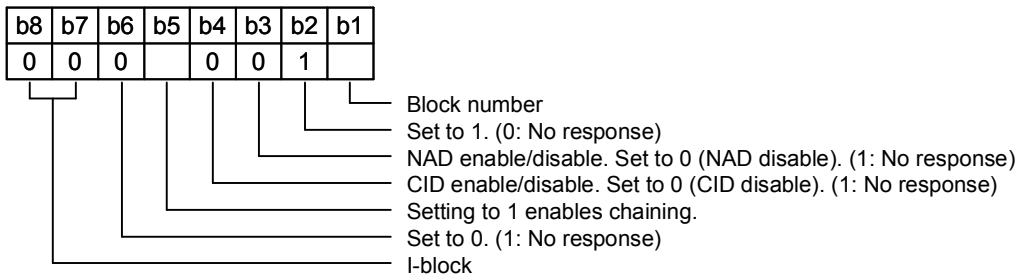 b8 b7 b6 b5 b4 b3 b2 b1
0 0 0 0 0 1
Block number
Set to 1. (0: No response)
NAD enable/disable. Set to 0 (NAD disable). (1: No response)
CID enable/disable. Set to 0 (CID disable). (1: No response)
Setting to 1 enables chaining.
Set to 0. (1: No response)
I-block